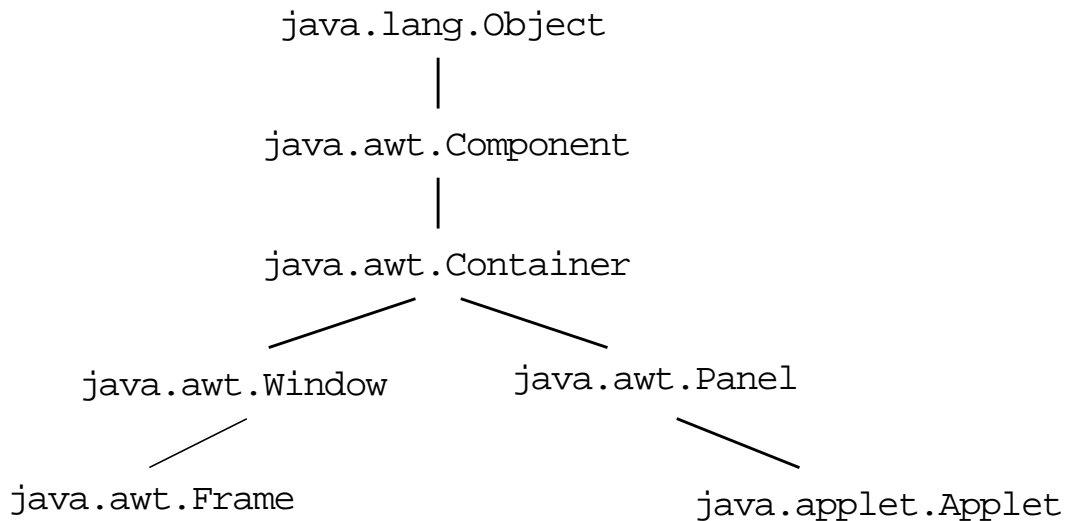 java.lang.Object
java.awt.Component
java.awt.Container
java.awt.Window
java.awt.Panel
java.awt.Frame
java.applet.Applet